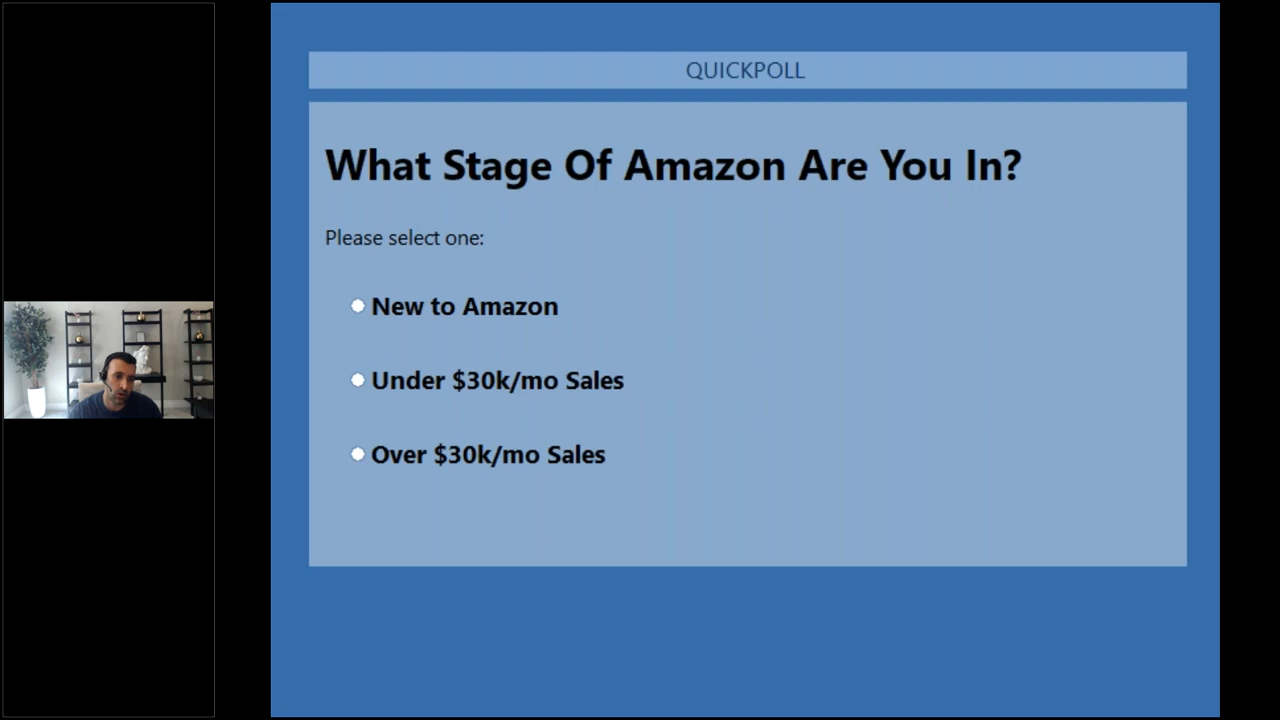 QUICKPOLL
What Stage Of Amazon Are You In?
Please select one:
New to Amazon
Under $30k/mo Sales
Over $30k/mo Sales